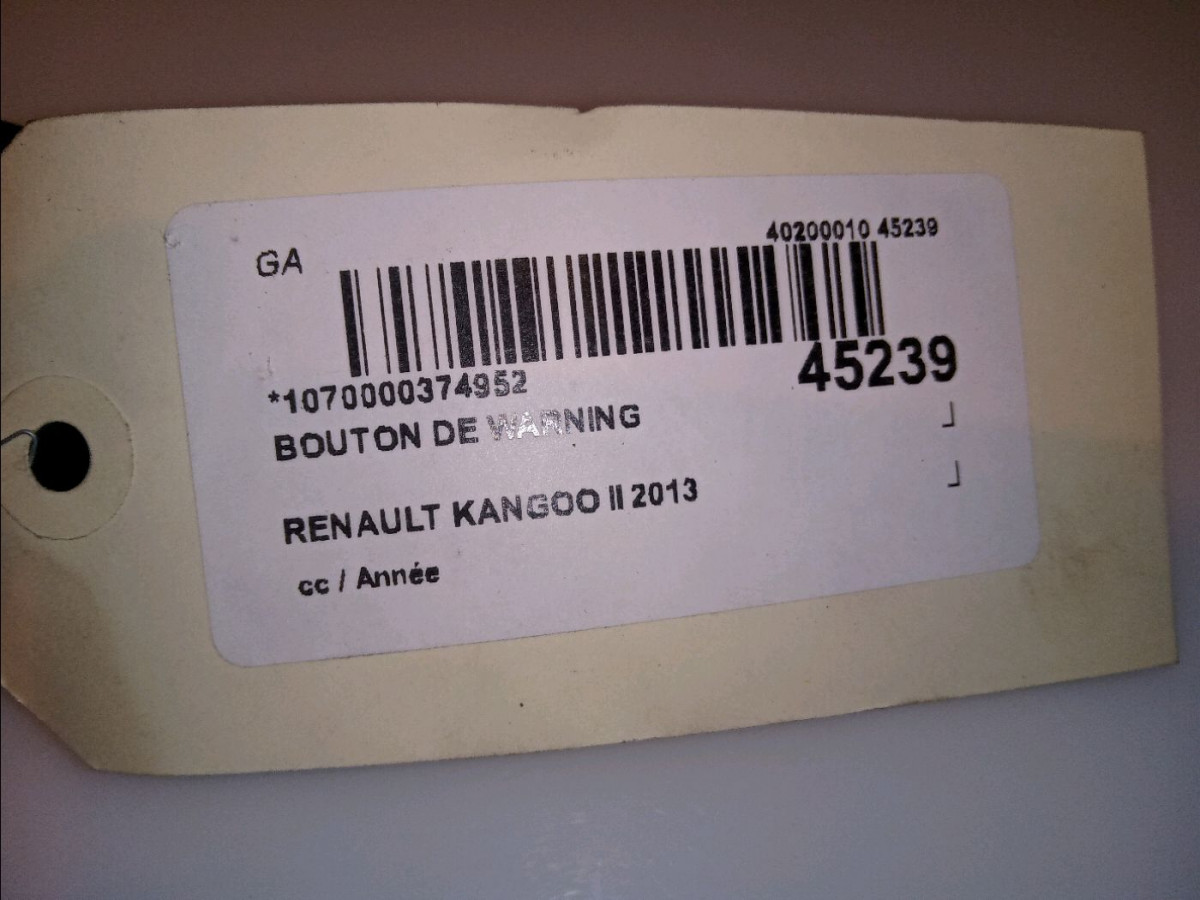 GA
40200010 45239
45239
*1070000374952
BOUTON DE WARNING
RENAULT KANGOO II 2013
cc / Année